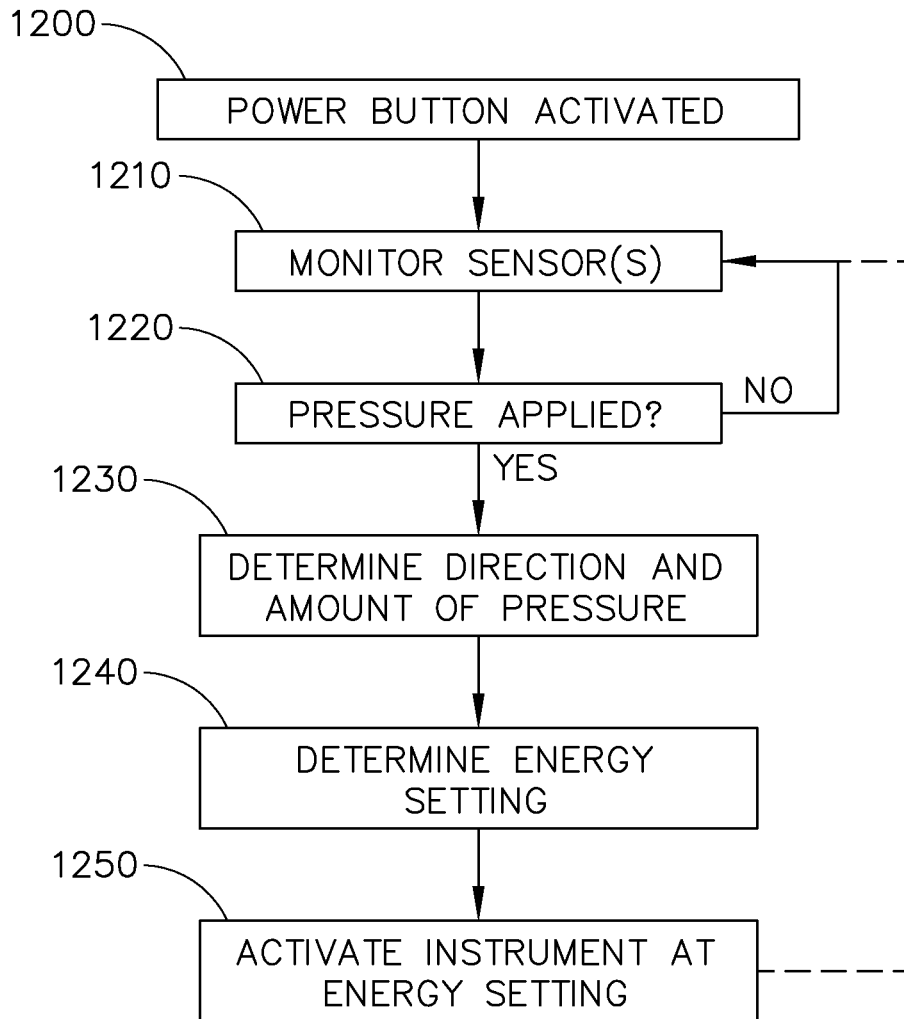 1200
POWER BUTTON ACTIVATED
1210
MONITOR SENSOR(S)
1220
PRESSURE APPLIED?
NO
YES
1230
DETERMINE DIRECTION AND
AMOUNT OF PRESSURE
1240
DETERMINE ENERGY
SETTING
1250
ACTIVATE INSTRUMENT AT
ENERGY SETTING